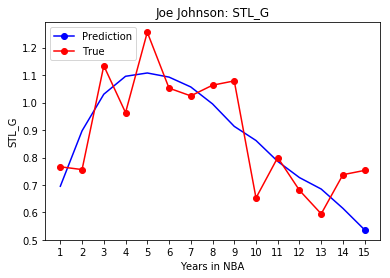 Joe Johnson: STL_G
Prediction
True
STL_G
1.2
1.1
1.0
0.9
0.8
0.7
0.6
0.5
1 2 3 4 5 6 7 8 9 10 11 12 13 14 15
Years in NBA